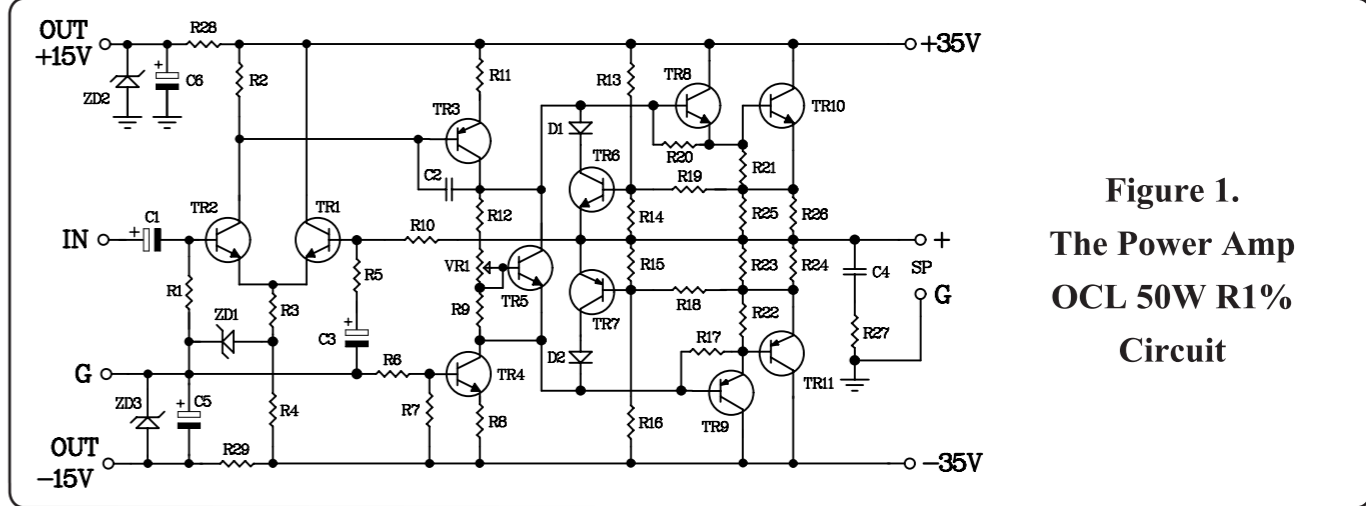 OUT
+15V
R28
+35V
ZD2
+
C6
R2
R11
TR3
R13
TR8
TR10
D1
R20
R21
TR6
C2
R19
R12
R14
R25
R26
IN
+
C1
TR2
TR1
R10
+
SP
G
VR1
TR5
R15
R23
R24
C4
R1
R3
R5
ZD1
R9
TR7
R18
R22
R27
+
C3
D2
R17
TR11
G
R6
TR4
TR9
ZD3
+
C5
R4
R7
R8
R16
OUT
−15V
R29
−35V
Figure 1.
The Power Amp
OCL 50W R1%
Circuit